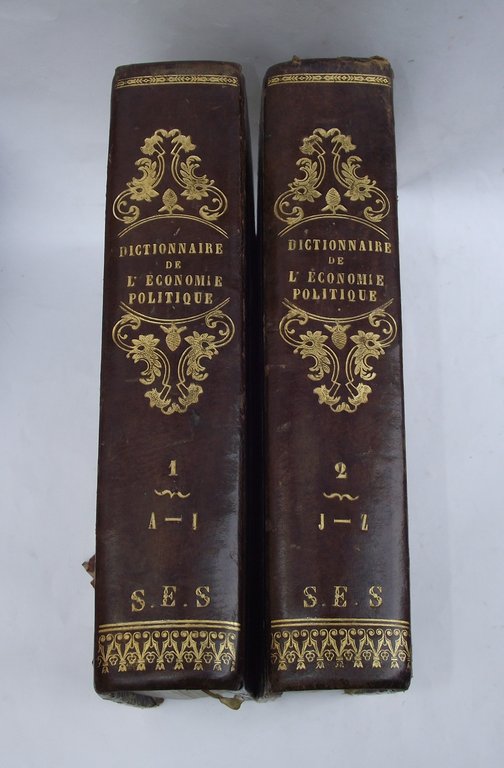 DICTIONNAIRE
DE
L' ÉCONOMIE
POLITIQUE
1
A—I
S.E.S
DICTIONNAIRE
DE
L' ÉCONOMIE
POLITIQUE
2
J—Z
S.E.S